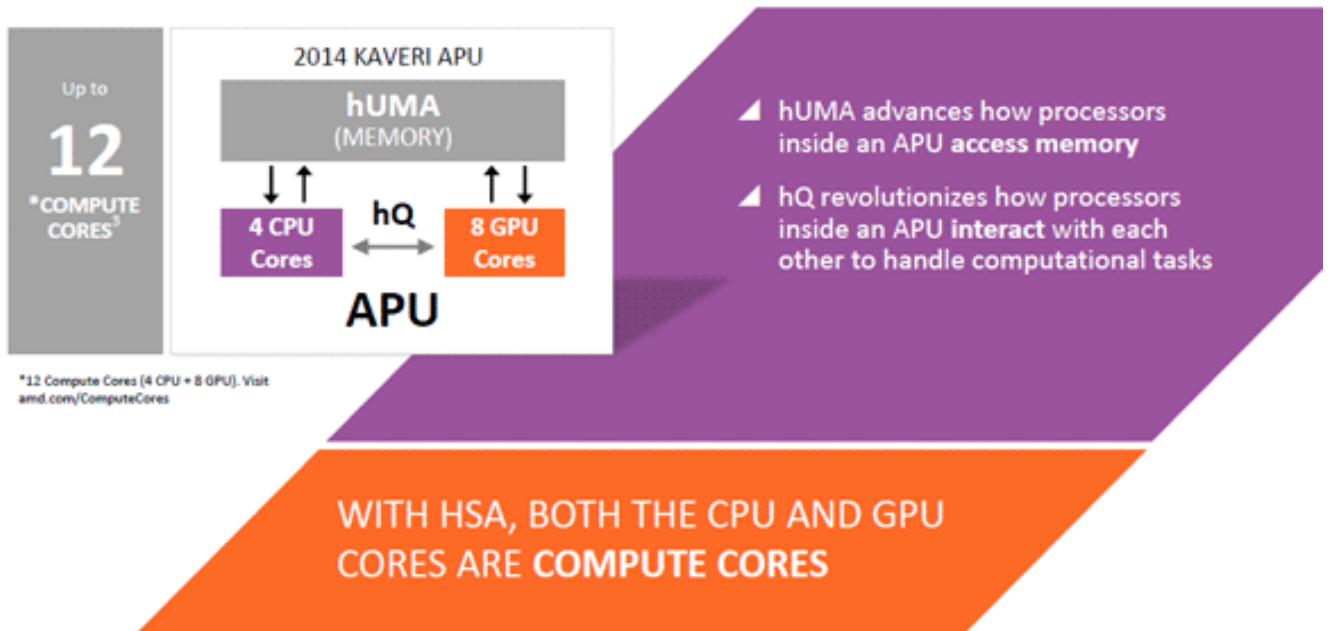 Up to
12
*COMPUTE
CORES³
2014 KAVERI APU
hUMA
(MEMORY)
4 CPU
Cores
hQ
8 GPU
Cores
APU
*12 Compute Cores (4 CPU + 8 GPU). Visit
amd.com/ComputeCores
hUMA advances how processors
inside an APU access memory
hQ revolutionizes how processors
inside an APU interact with each
other to handle computational tasks
WITH HSA, BOTH THE CPU AND GPU
CORES ARE COMPUTE CORES